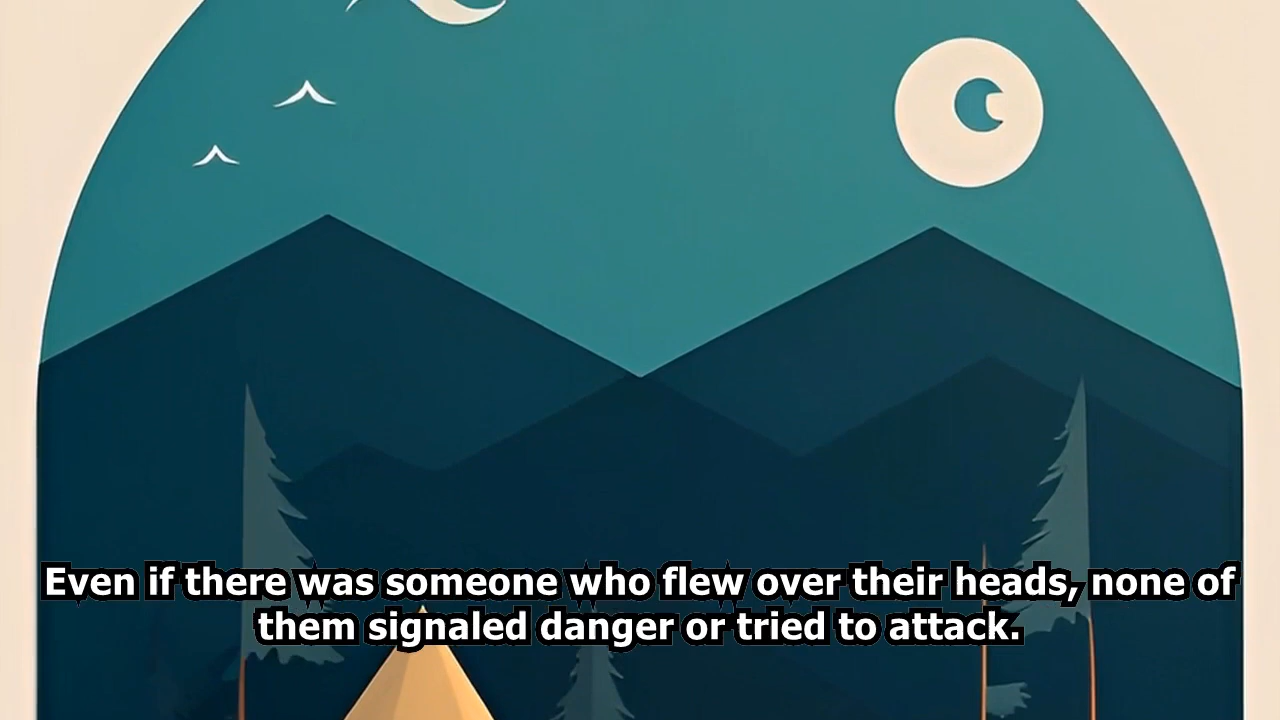 Even if there was someone who flew over their heads, none of
them signaled danger or tried to attack.